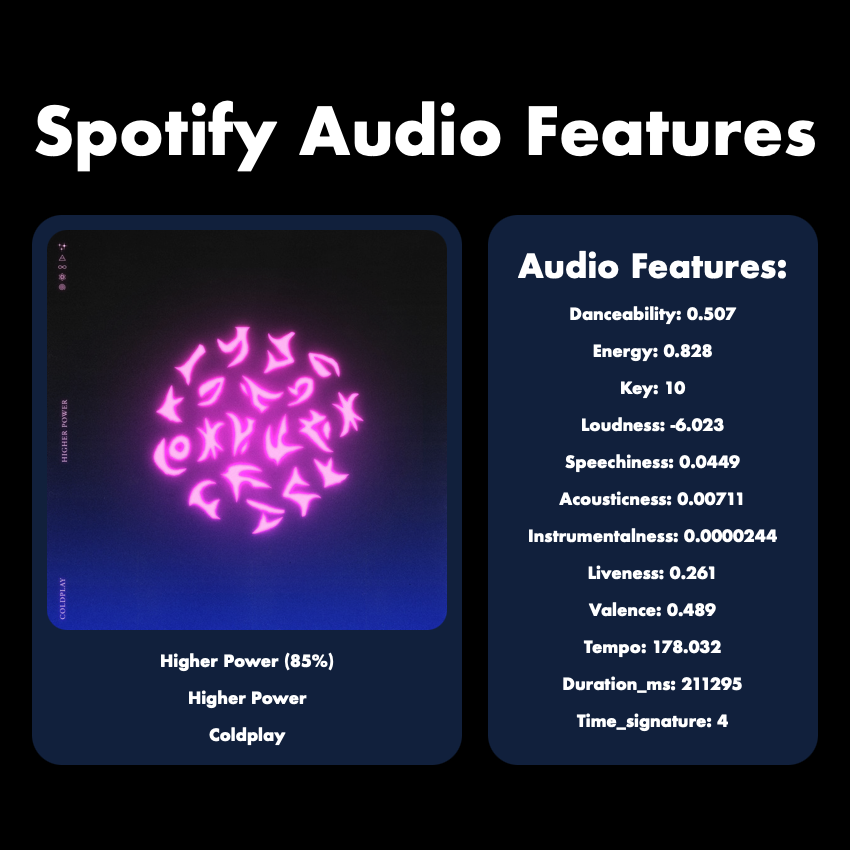 Spotify Audio Features
HIGHER POWER
COLDPLAY
Higher Power (85%)
Higher Power
Coldplay
Audio Features:
Danceability: 0.507
Energy: 0.828
Key: 10
Loudness: -6.023
Speechiness: 0.0449
Acousticness: 0.00711
Instrumentalness: 0.0000244
Liveness: 0.261
Valence: 0.489
Tempo: 178.032
Duration_ms: 211295
Time_signature: 4